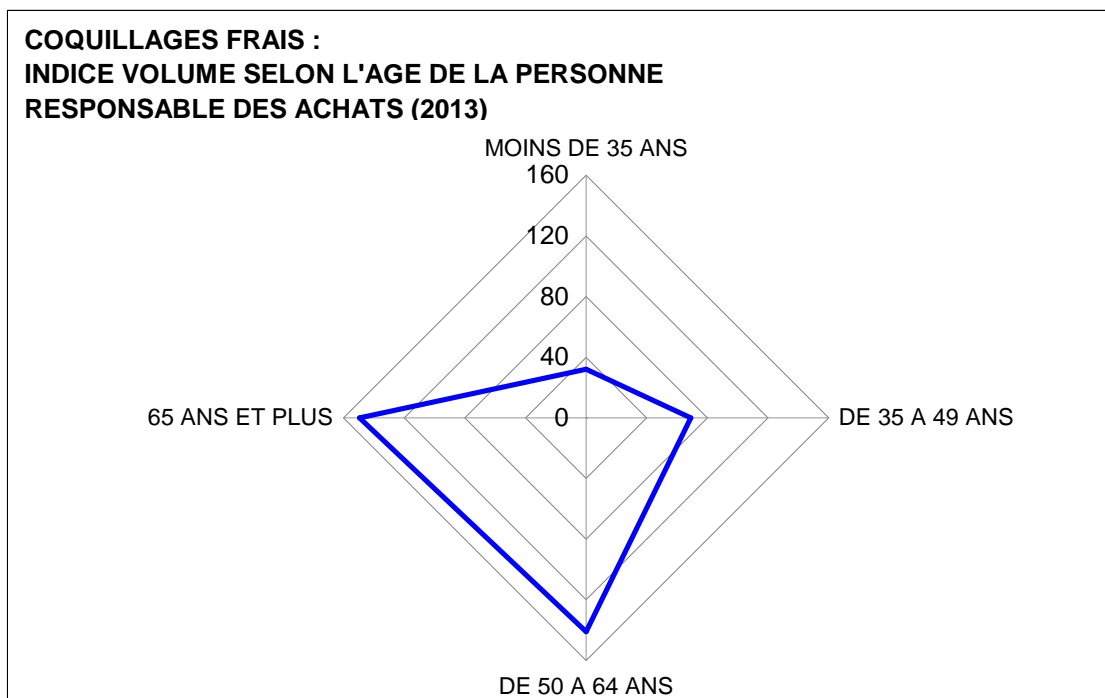 COQUILLAGES FRAIS :
INDICE VOLUME SELON L'AGE DE LA PERSONNE
RESPONSABLE DES ACHATS (2013)
MOINS DE 35 ANS
160
120
80
40
0
65 ANS ET PLUS
DE 35 A 49 ANS
DE 50 A 64 ANS